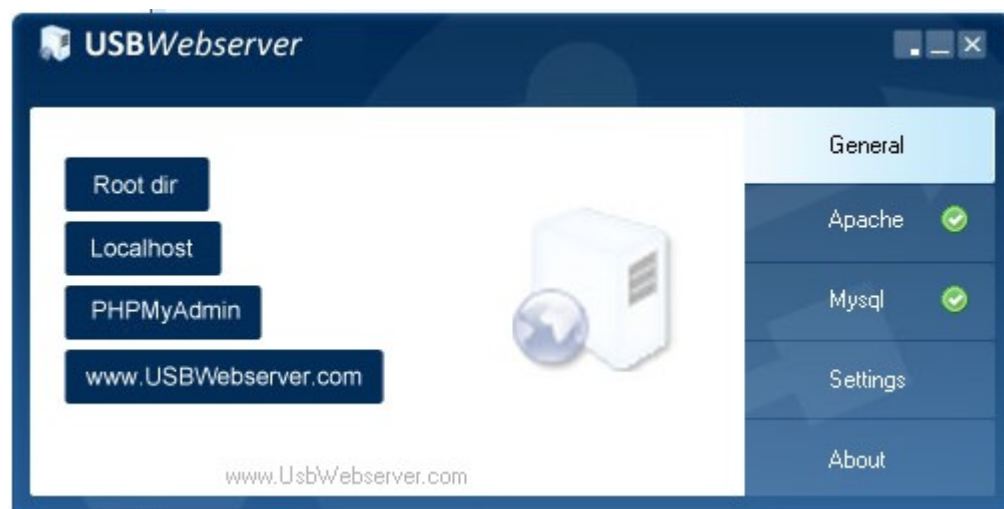 USBWebserver
General
Root dir
Apache
Localhost
Mysql
PHPMyAdmin
www.USBWebserver.com
Settings
About
www.UsbWebserver.com